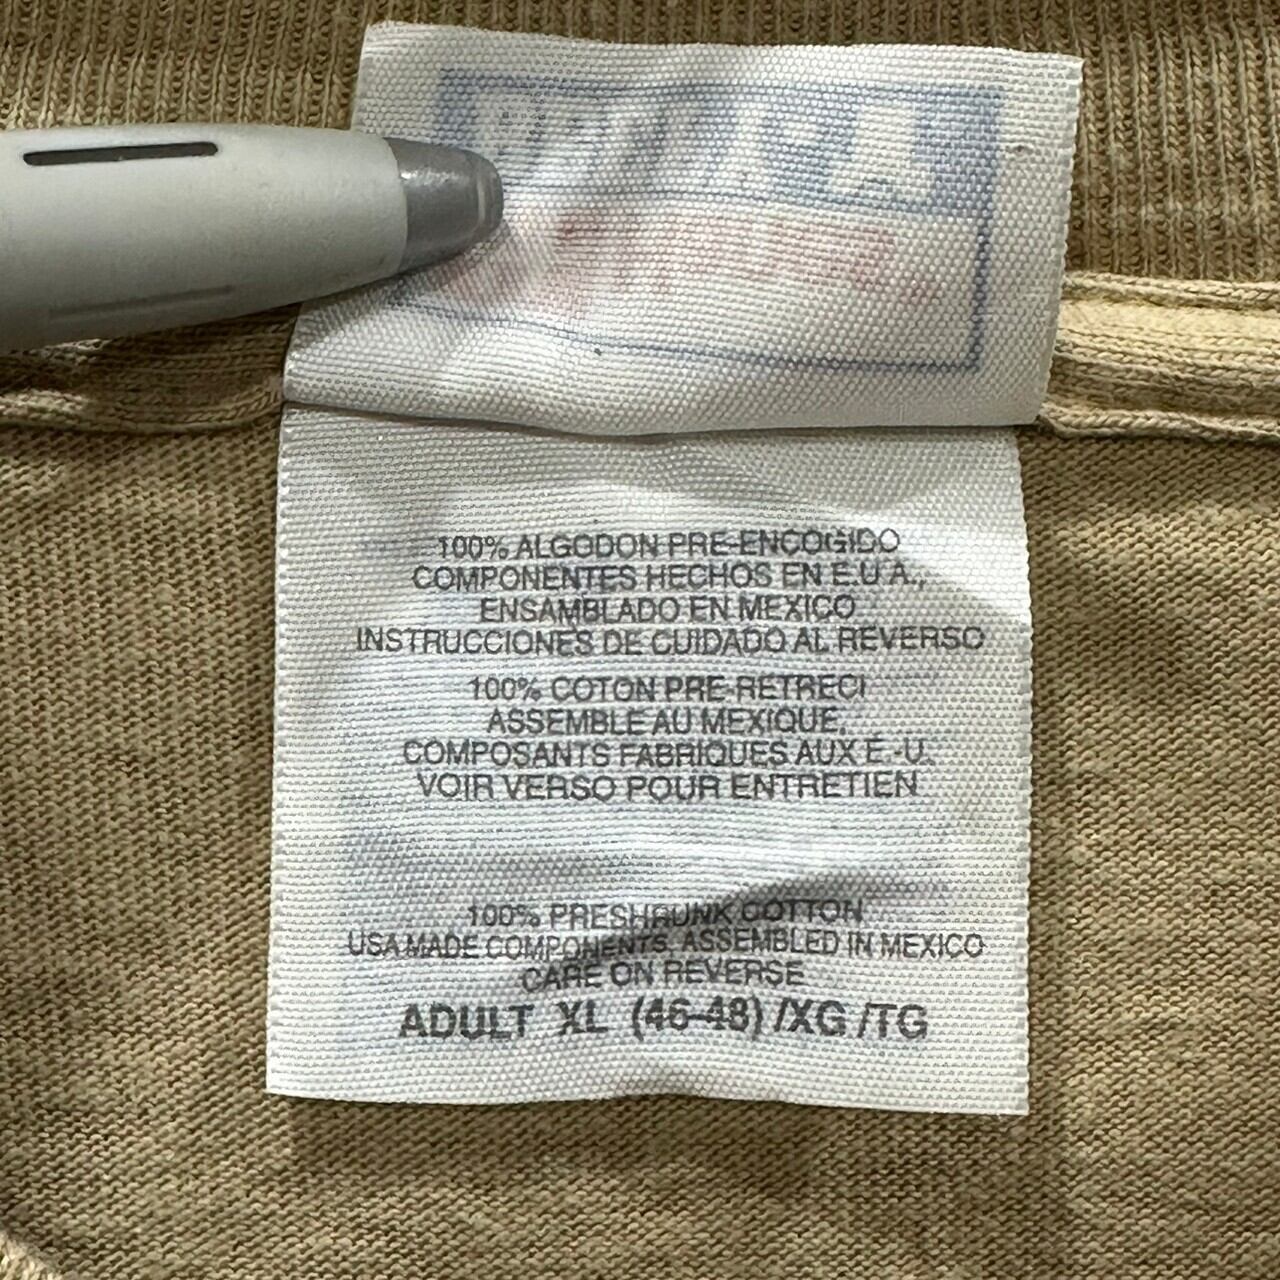 100% ALGODON PRE-ENCOGIDO
COMPONENTES HECHOS EN E.U.A.,
ENSAMBLADO EN MEXICO
INSTRUCCIONES DE CUIDADO AL REVERSO
100% COTON PRE-RETRECI
ASSEMBLE AU MEXIQUE,
COMPOSANTS FABRIQUES AUX E.-U.
VOIR VERSO POUR ENTRETIEN
100% PRESHRUNK COTTON
USA MADE COMPONENTS. ASSEMBLED IN MEXICO
CARE ON REVERSE
ADULT XL (46-48) /XG /TG